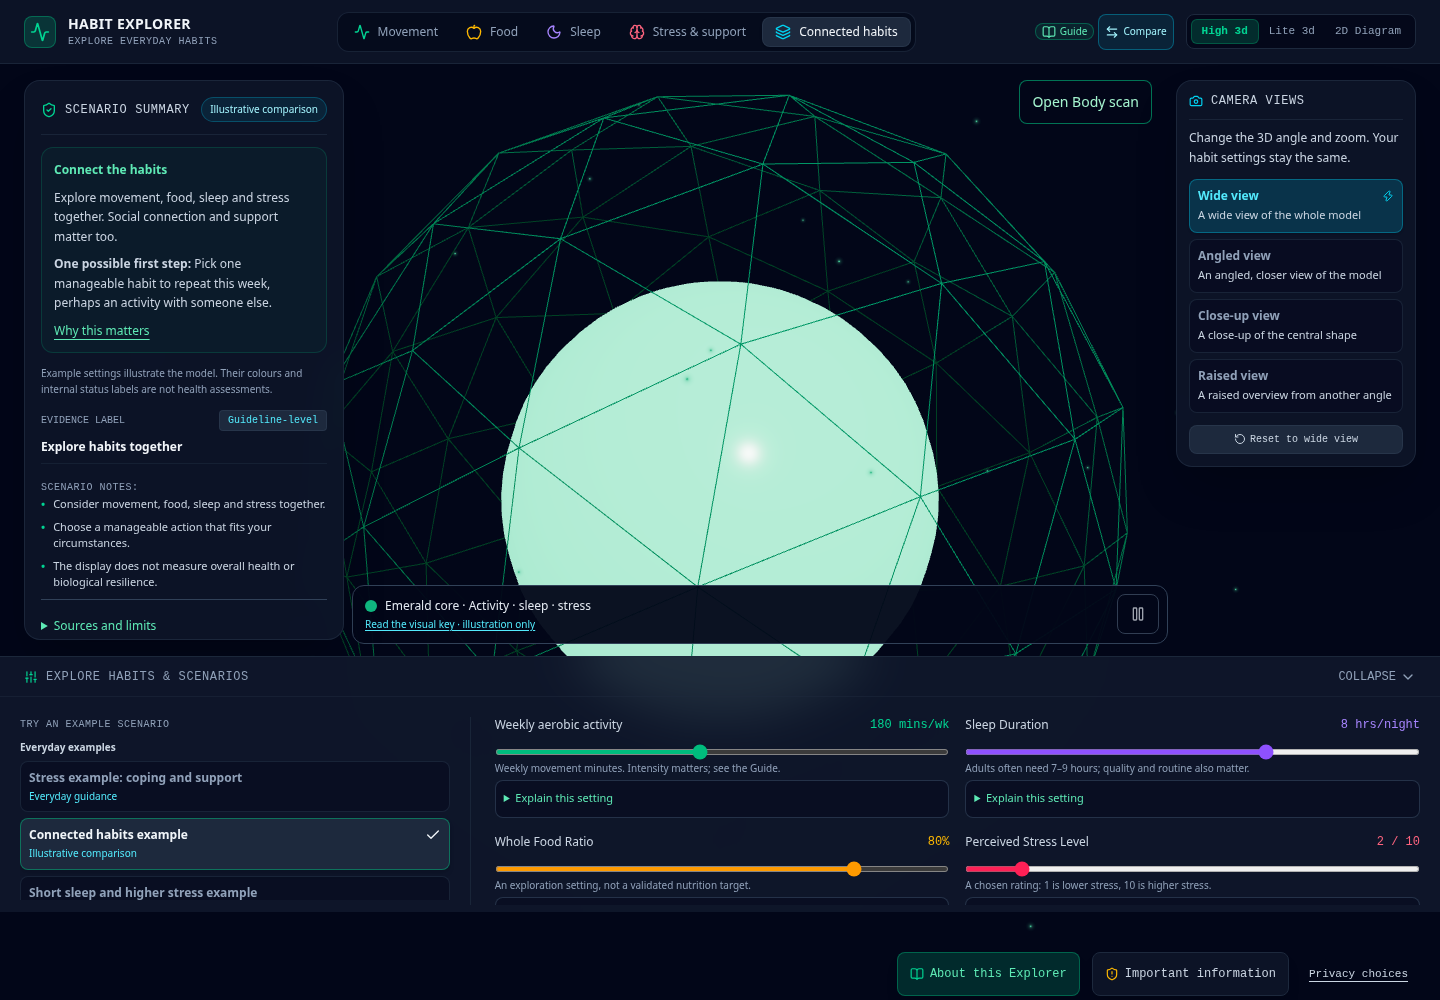 HABIT EXPLORER
EXPLORE EVERYDAY HABITS
Movement
Food
Sleep
Stress & support
Connected habits
Guide
Compare
High 3d
Lite 3d
2D Diagram
SCENARIO SUMMARY
Illustrative comparison
Connect the habits
Explore movement, food, sleep and stress
together. Social connection and support
matter too.
One possible first step: Pick one
manageable habit to repeat this week,
perhaps an activity with someone else.
Why this matters
Example settings illustrate the model. Their colours and
internal status labels are not health assessments.
EVIDENCE LABEL
Guideline-level
Explore habits together
SCENARIO NOTES:
• Consider movement, food, sleep and stress together.
• Choose a manageable action that fits your
circumstances.
• The display does not measure overall health or
biological resilience.
Sources and limits
Open Body scan
CAMERA VIEWS
Change the 3D angle and zoom. Your
habit settings stay the same.
Wide view
A wide view of the whole model
Angled view
An angled, closer view of the model
Close-up view
A close-up of the central shape
Raised view
A raised overview from another angle
Reset to wide view
Emerald core · Activity · sleep · stress
Read the visual key · illustration only
EXPLORE HABITS & SCENARIOS
COLLAPSE
TRY AN EXAMPLE SCENARIO
Everyday examples
Stress example: coping and support
Everyday guidance
Connected habits example
Illustrative comparison
Short sleep and higher stress example
Weekly aerobic activity
180 mins/wk
Weekly movement minutes. Intensity matters; see the Guide.
Explain this setting
Sleep Duration
8 hrs/night
Adults often need 7–9 hours; quality and routine also matter.
Explain this setting
Whole Food Ratio
80%
An exploration setting, not a validated nutrition target.
Perceived Stress Level
2 / 10
A chosen rating: 1 is lower stress, 10 is higher stress.
About this Explorer
Important information
Privacy choices